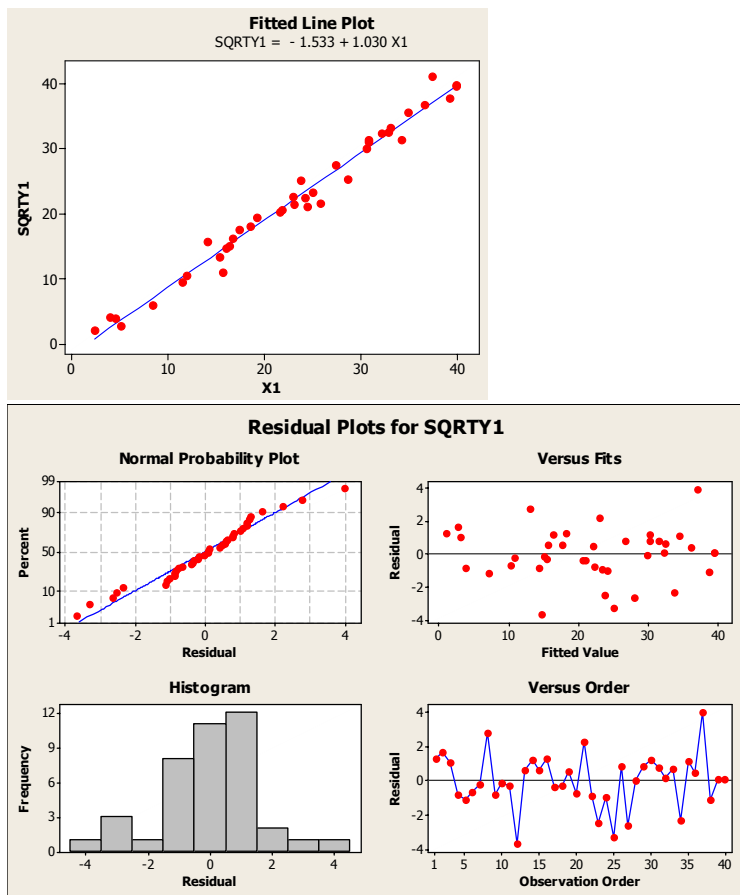 Fitted Line Plot
SQRTY1 = - 1.533 + 1.030 X1
40
30
20
10
0
SQRTY1
0 10 20 30 40
X1
Residual Plots for SQRTY1
Normal Probability Plot
99
90
50
10
1
Percent
-4 -2 0 2 4
Residual
Versus Fits
4
2
0
-2
-4
Residual
0 10 20 30 40
Fitted Value
Histogram
12
9
6
3
0
Frequency
-4 -2 0 2 4
Residual
Versus Order
4
2
0
-2
-4
Residual
1 5 10 15 20 25 30 35 40
Observation Order